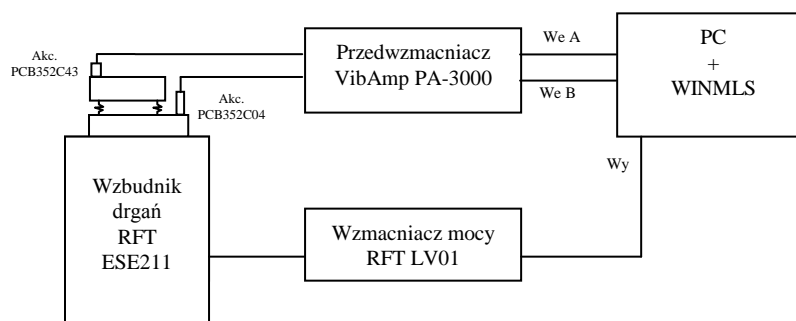 Akc.
PCB352C43
Przedwzmacniacz
VibAmp PA-3000
We A
We B
PC
+
WINMLS
Akc.
PCB352C04
Wy
Wzbudnik
drgań
RFT
ESE211
Wzmacniacz mocy
RFT LV01